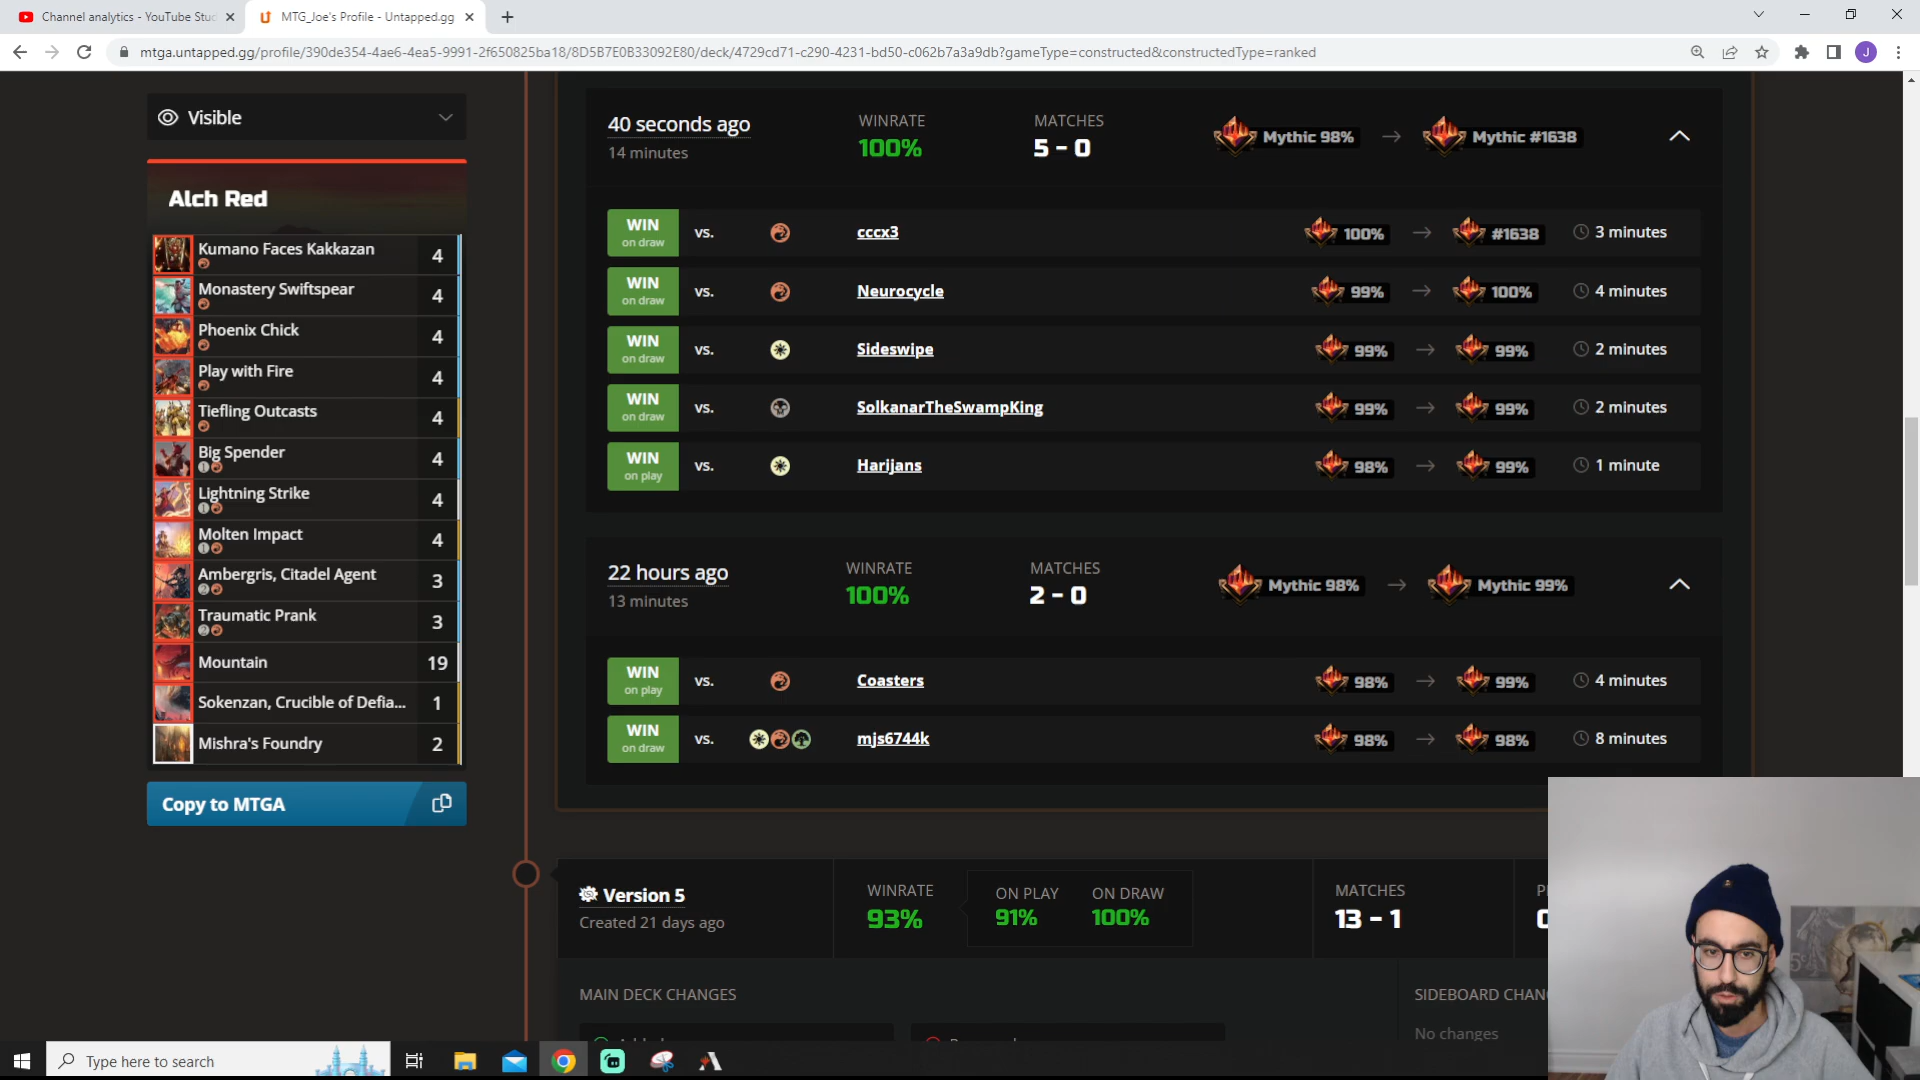 Channel analytics - YouTube Stu
MTG_Joe's Profile - Untapped.gg
mtga.untapped.gg/profile/390de354-4ae6-4ea5-9991-2f650825ba18/8D5B7E0B33092E80/deck/4729cd71-c290-4231-bd50-c062b7a3a9db?gameType=constructed&constructedType=ranked
J
Visible
Alch Red
Kumano Faces Kakkazan 4
Monastery Swiftspear 4
Phoenix Chick 4
Play with Fire 4
Tiefling Outcasts 4
Big Spender 4
Lightning Strike 4
Molten Impact 4
Ambergris, Citadel Agent 3
Traumatic Prank 3
Mountain 19
Sokenzan, Crucible of Defia... 1
Mishra's Foundry 2
Copy to MTGA
40 seconds ago
14 minutes
WINRATE
100%
MATCHES
5 - 0
Mythic 98% → Mythic #1638
WIN on draw vs. cccx3 100% → #1638 3 minutes
WIN on draw vs. Neurocycle 99% → 100% 4 minutes
WIN on draw vs. Sideswipe 99% → 99% 2 minutes
WIN on draw vs. SolkanarTheSwampKing 99% → 99% 2 minutes
WIN on play vs. Harijans 98% → 99% 1 minute
22 hours ago
13 minutes
WINRATE
100%
MATCHES
2 - 0
Mythic 98% → Mythic 99%
WIN on play vs. Coasters 98% → 99% 4 minutes
WIN on draw vs. mjs6744k 98% → 98% 8 minutes
Version 5
Created 21 days ago
WINRATE
93%
ON PLAY
91%
ON DRAW
100%
MATCHES
13 - 1
MAIN DECK CHANGES
SIDEBOARD CHAN
No changes
Type here to search